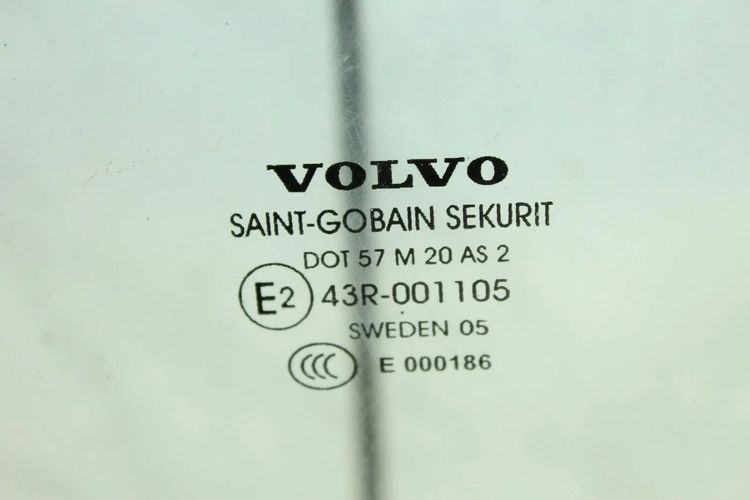 VOLVO
SAINT-GOBAIN SEKURIT
DOT 57 M 20 AS 2
E2 43R-001105
SWEDEN 05
CCC E 000186